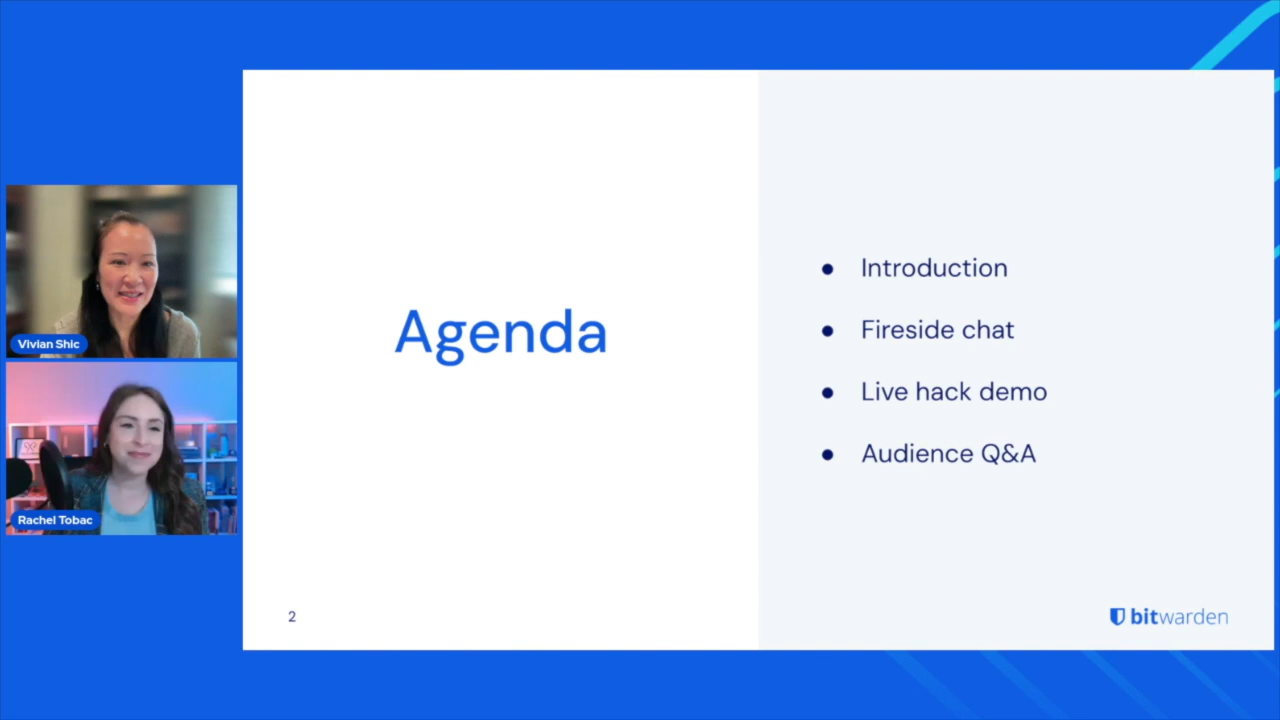 Vivian Shic
Rachel Tobac
Agenda
Introduction
Fireside chat
Live hack demo
Audience Q&A
2
bitwarden